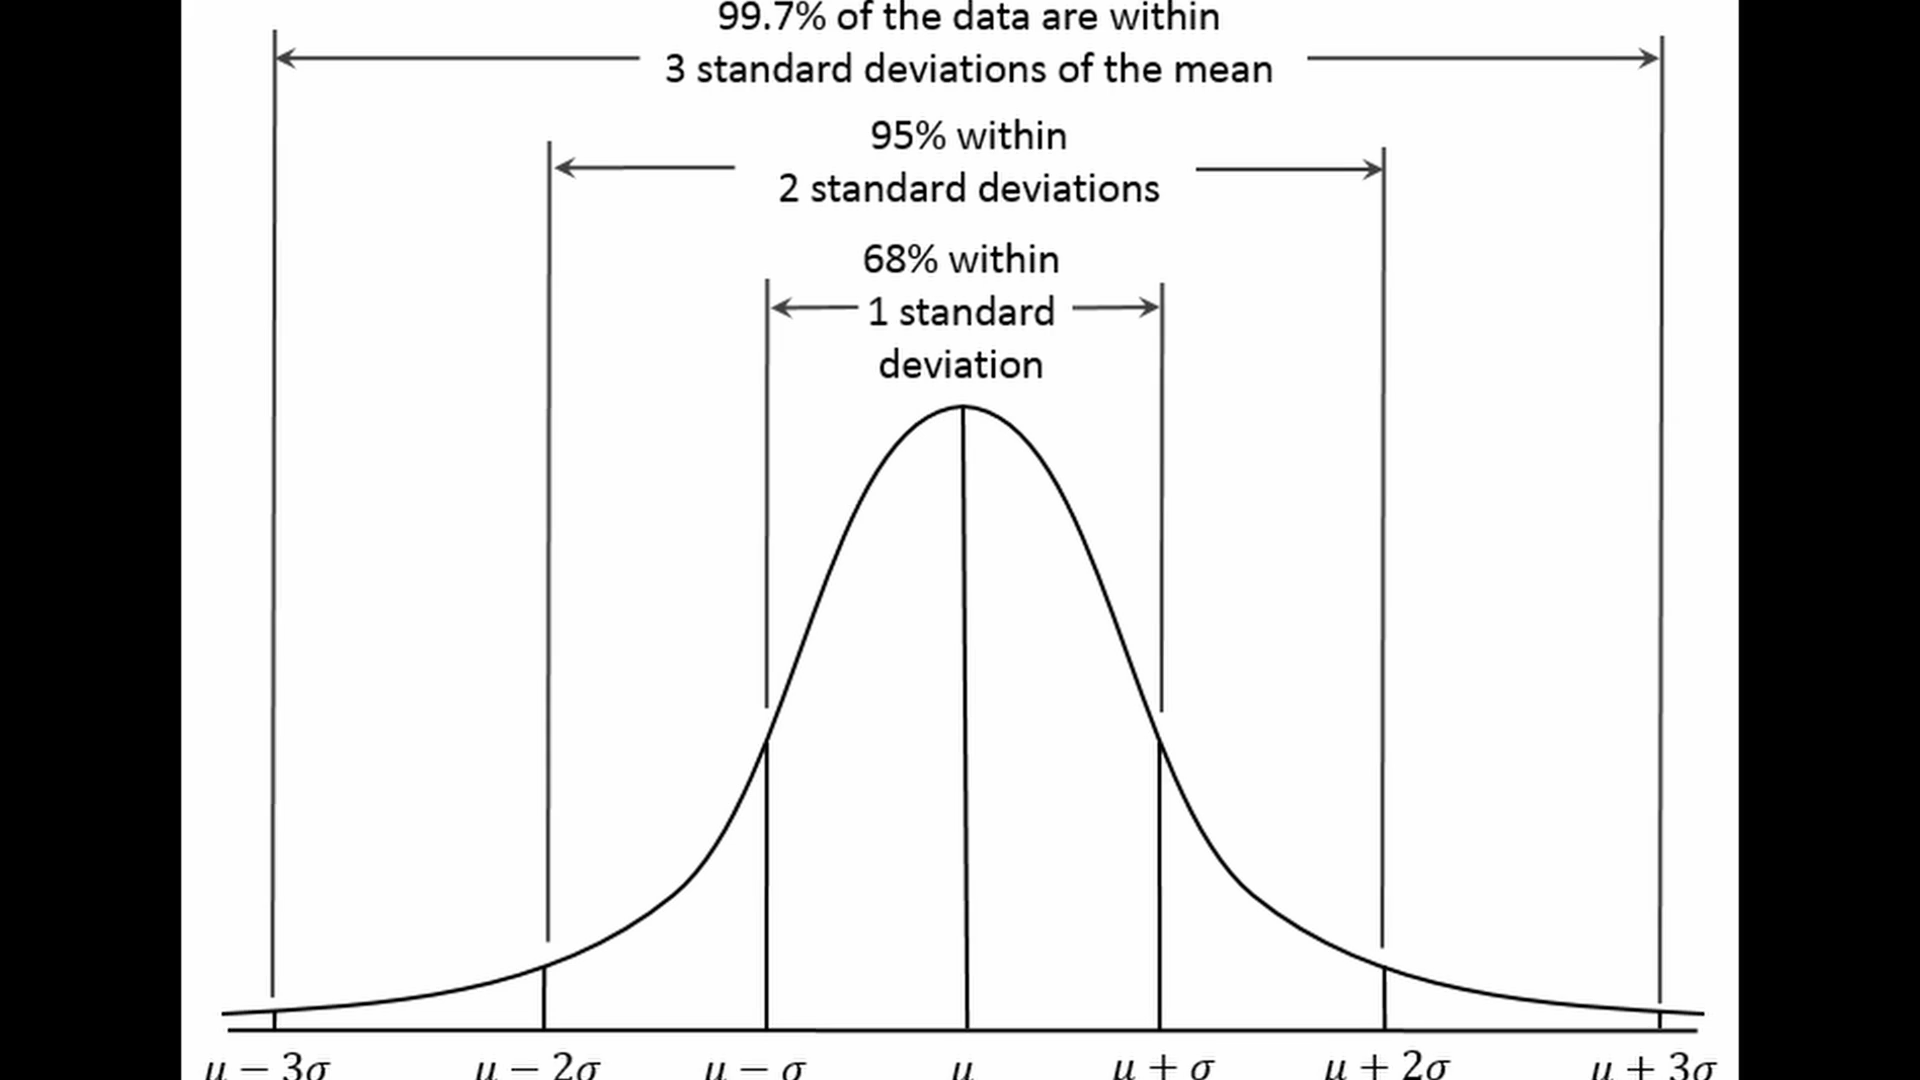 99.7% of the data are within
3 standard deviations of the mean
95% within
2 standard deviations
68% within
1 standard
deviation
μ − 3σ μ − 2σ μ − σ μ μ + σ μ + 2σ μ + 3σ